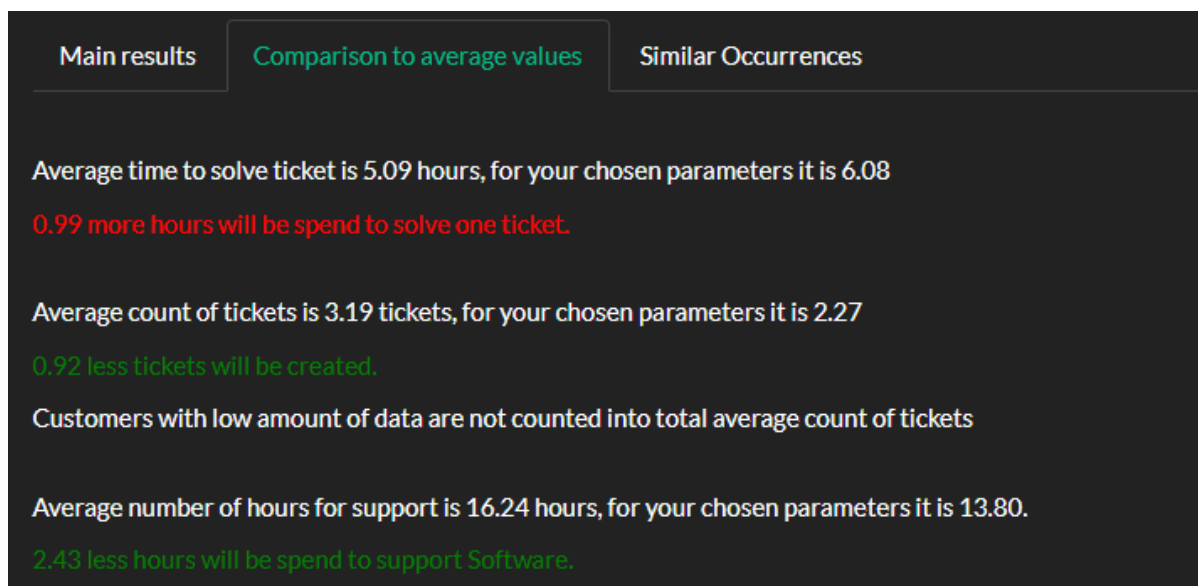 Main results Comparison to average values Similar Occurrences
Average time to solve ticket is 5.09 hours, for your chosen parameters it is 6.08
0.99 more hours will be spend to solve one ticket.
Average count of tickets is 3.19 tickets, for your chosen parameters it is 2.27
0.92 less tickets will be created.
Customers with low amount of data are not counted into total average count of tickets
Average number of hours for support is 16.24 hours, for your chosen parameters it is 13.80.
2.43 less hours will be spend to support Software.